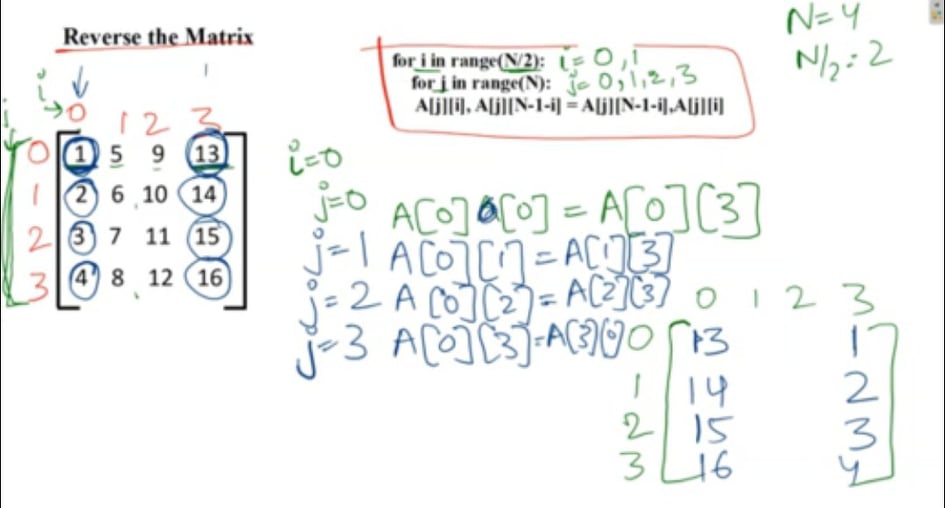 Reverse the Matrix
N=4
N/2=2
for i in range(N/2): i=0,1
for j in range(N): j=0,1,2,3
A[j][i], A[j][N-1-i] = A[j][N-1-i],A[j][i]
i
j
0 1 2 3
0 1 5 9 13
1 2 6 10 14
2 3 7 11 15
3 4 8 12 16
i=0
j=0 A[0][0] = A[0][3]
j=1 A[0][1] = A[1][3]
j=2 A[0][2] = A[2][3]
j=3 A[0][3]=A[3][0]
0 1 2 3
0 13 1
1 14 2
2 15 3
3 16 4